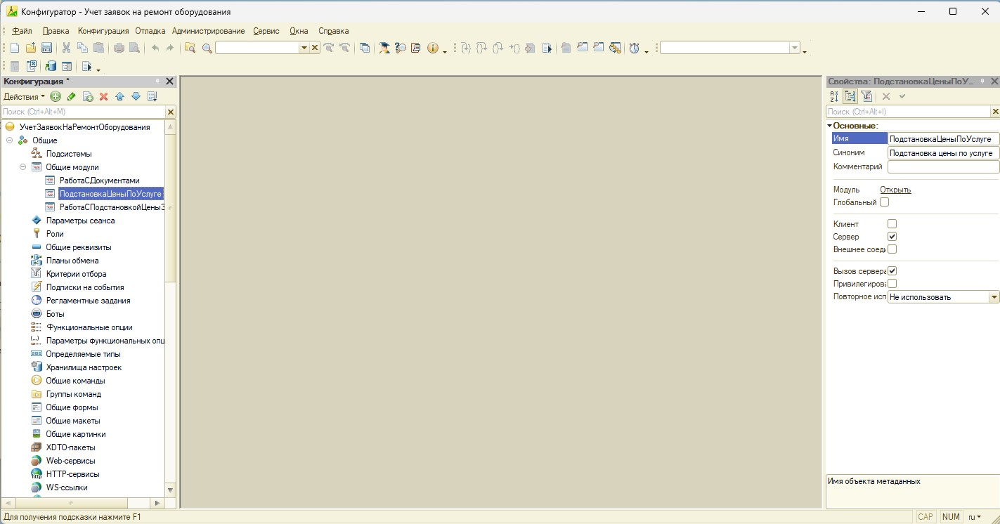 Конфигуратор - Учет заявок на ремонт оборудования
Файл Правка Конфигурация Отладка Администрирование Сервис Окна Справка
Конфигурация *
Действия
Поиск (Ctrl+Alt+M)
УчетЗаявокНаРемонтОборудования
Общие
Подсистемы
Общие модули
РаботаСДокументами
ПодстановкаЦеныПоУслуге
РаботаСПодстановкойЦеныЗ
Параметры сеанса
Роли
Общие реквизиты
Планы обмена
Критерии отбора
Подписки на события
Регламентные задания
Боты
Функциональные опции
Параметры функциональных опц
Определяемые типы
Хранилища настроек
Общие команды
Группы команд
Общие формы
Общие макеты
Общие картинки
XDTO-пакеты
Web-сервисы
HTTP-сервисы
WS-ссылки
Свойства: ПодстановкаЦеныПоУ...
Поиск (Ctrl+Alt+I)
Основные:
Имя ПодстановкаЦеныПоУслуге
Синоним Подстановка цены по услуге
Комментарий
Модуль Открыть
Глобальный
Клиент
Сервер
Внешнее соеди
Вызов сервера
Привилегирова
Повторное исп Не использовать
Имя объекта метаданных
Для получения подсказки нажмите F1
CAP NUM ru